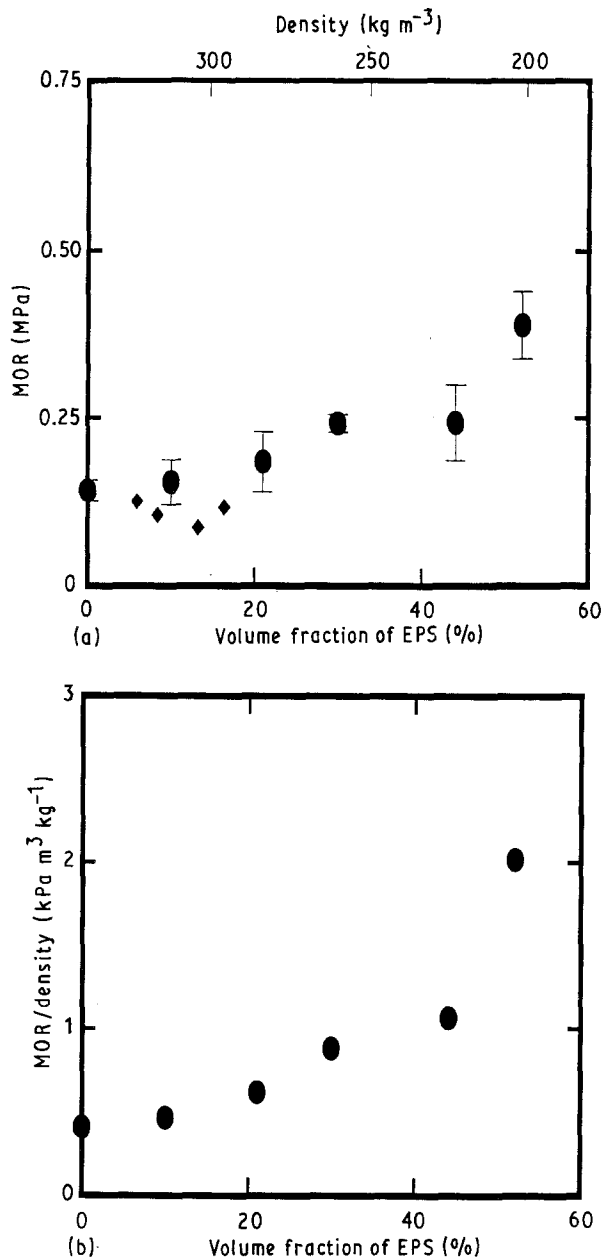 Density (kg m⁻³)
300 250 200
0.75
0.50
0.25
0
MOR (MPa)
0 20 40 60
(a) Volume fraction of EPS (%)
3
2
1
0
MOR/density (kPa m³ kg⁻¹)
0 20 40 60
(b) Volume fraction of EPS (%)